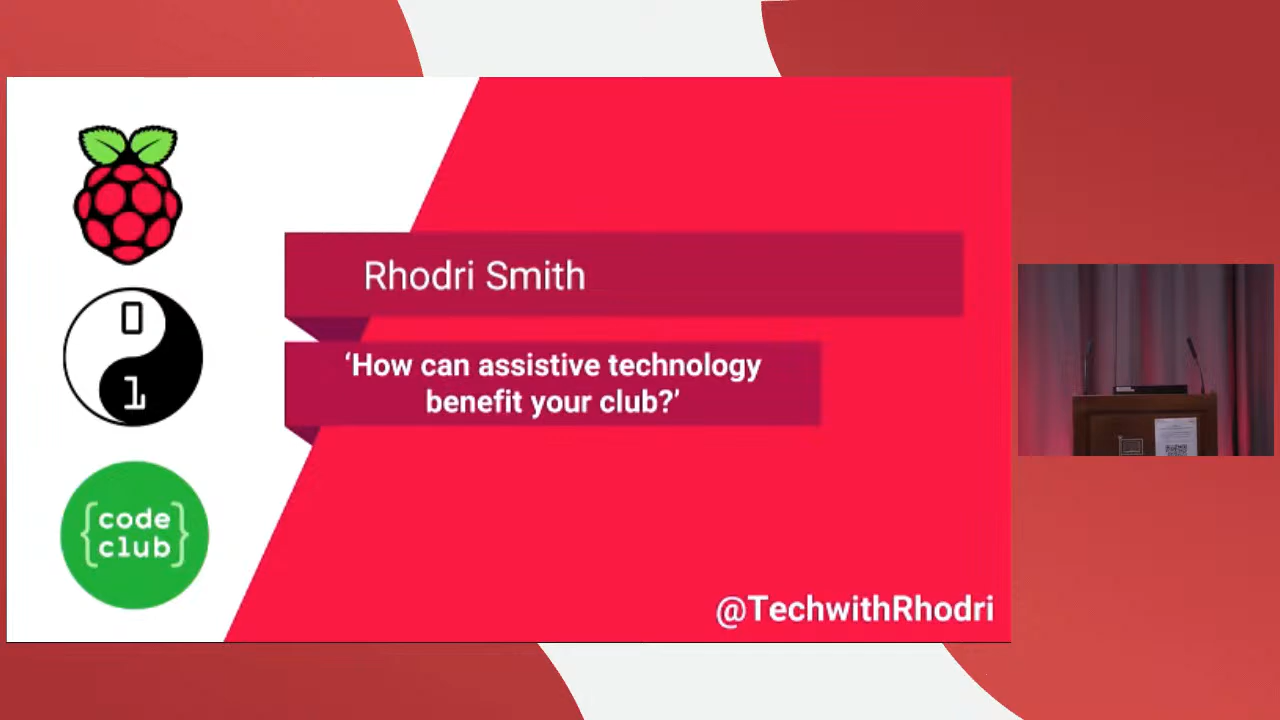 Rhodri Smith
‘How can assistive technology
benefit your club?’
0
1
{code
club}
@TechwithRhodri